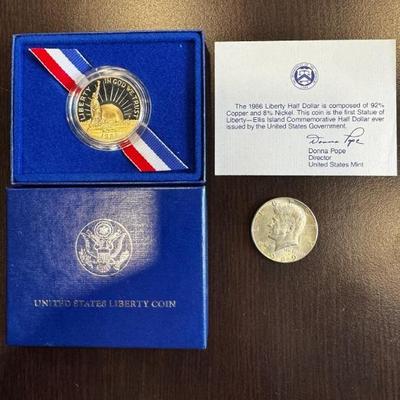 LIBERTY
IN GOD WE TRUST
The 1986 Liberty Half Dollar is composed of 92%
Copper and 8% Nickel. This coin is the first Statue of
Liberty—Ellis Island Commemorative Half Dollar ever
issued by the United States Government.
Donna Pope
Donna Pope
Director
United States Mint
UNITED STATES LIBERTY COIN